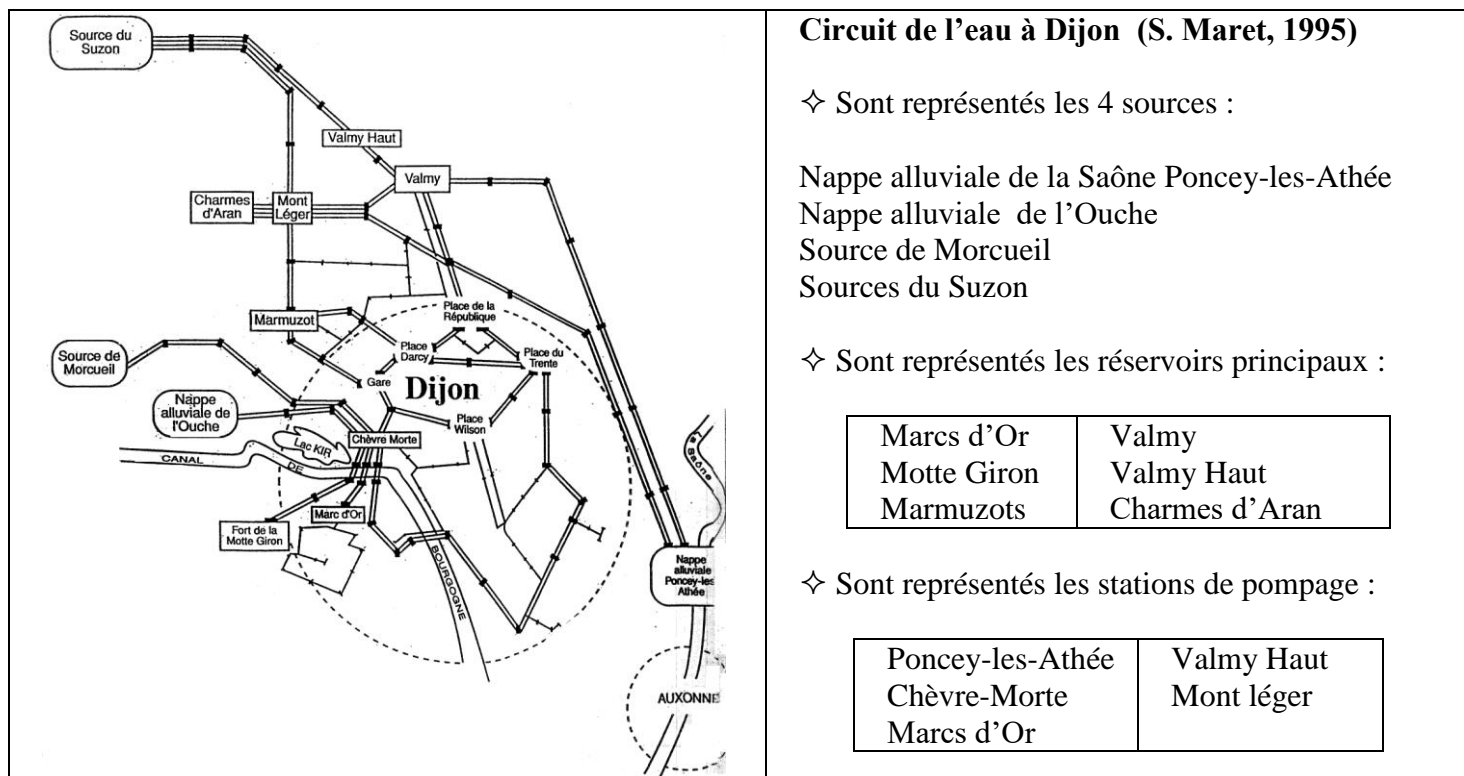 Source du
Suzon
Valmy Haut
Valmy
Charmes
d'Aran
Mont
Léger
Marmuzot
Place de la
République
Place
Darcy
Place du
Trente
Source de
Morcueil
Gare
Dijon
Nappe
alluviale de
l'Ouche
Place
Wilson
Chèvre Morte
Lac KIR
CANAL
DE
BOURGOGNE
Saône
Marc d'Or
Fort de la
Motte Giron
Nappe
alluviale
Poncey-les
Athée
AUXONNE
Circuit de l’eau à Dijon (S. Maret, 1995)
✧ Sont représentés les 4 sources :
Nappe alluviale de la Saône Poncey-les-Athée
Nappe alluviale de l’Ouche
Source de Morcueil
Sources du Suzon
✧ Sont représentés les réservoirs principaux :
Marcs d’Or Valmy
Motte Giron Valmy Haut
Marmuzots Charmes d’Aran
✧ Sont représentés les stations de pompage :
Poncey-les-Athée Valmy Haut
Chèvre-Morte Mont léger
Marcs d’Or